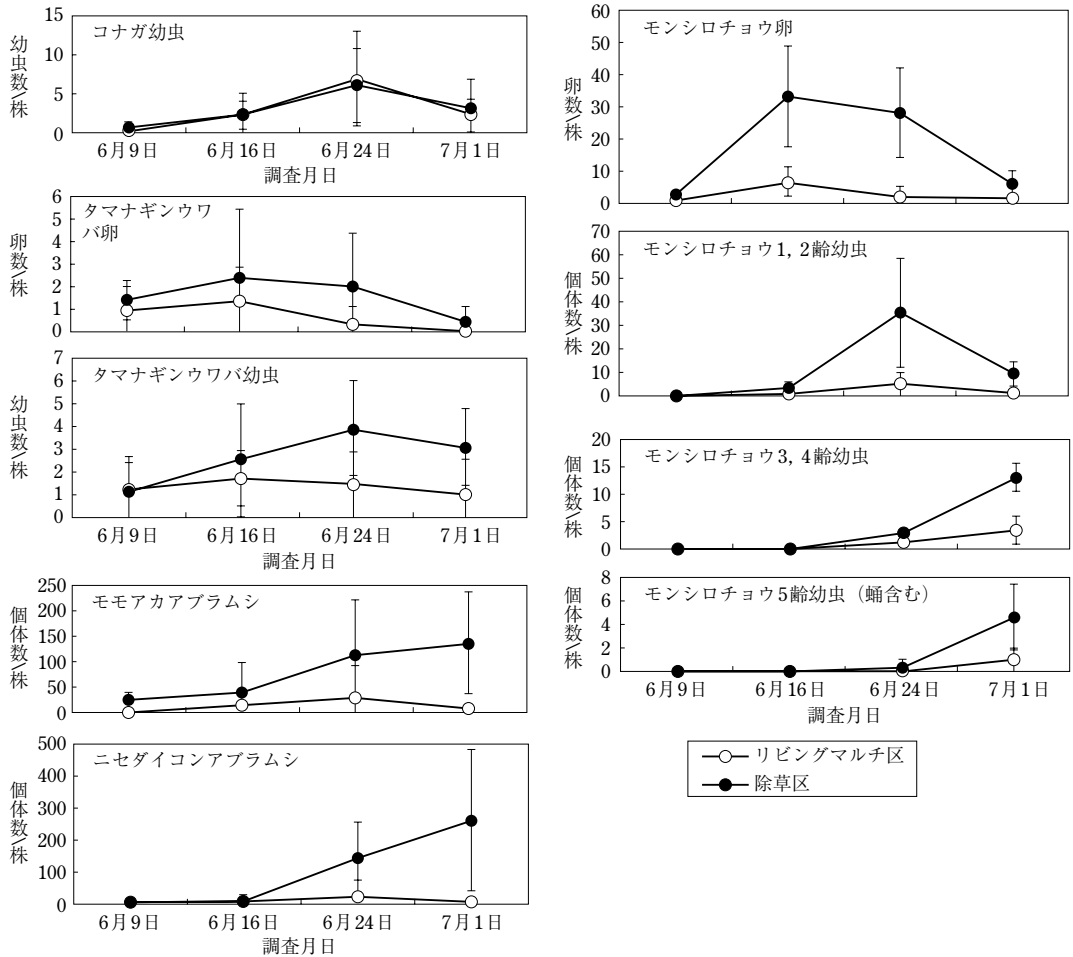 コナガ幼虫
幼虫数\株
15
10
5
0
6月9日 6月16日 6月24日 7月1日
調査月日
タマナギンウワ
バ卵
卵数\株
6
5
4
3
2
1
0
タマナギンウワバ幼虫
幼虫数\株
7
6
5
4
3
2
1
0
6月9日 6月16日 6月24日 7月1日
調査月日
モモアカアブラムシ
個体数\株
250
200
150
100
50
0
ニセダイコンアブラムシ
個体数\株
500
400
300
200
100
0
6月9日 6月16日 6月24日 7月1日
調査月日
モンシロチョウ卵
卵数\株
60
50
40
30
20
10
0
モンシロチョウ1, 2齢幼虫
個体数\株
70
60
50
40
30
20
10
0
モンシロチョウ3, 4齢幼虫
個体数\株
20
15
10
5
0
モンシロチョウ5齢幼虫（蛹含む）
個体数\株
8
6
4
2
0
6月9日 6月16日 6月24日 7月1日
調査月日
リビングマルチ区
除草区